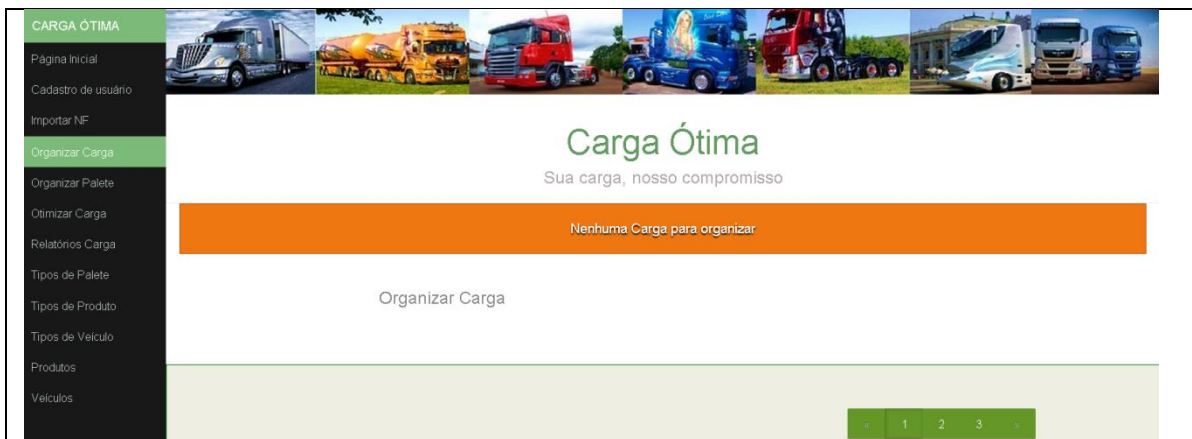 CARGA ÓTIMA
Página Inicial
Cadastro de usuário
Importar NF
Organizar Carga
Organizar Palete
Otimizar Carga
Relatórios Carga
Tipos de Palete
Tipos de Produto
Tipos de Veículo
Produtos
Veículos
Carga Ótima
Sua carga, nosso compromisso
Nenhuma Carga para organizar
Organizar Carga
« 1 2 3 »